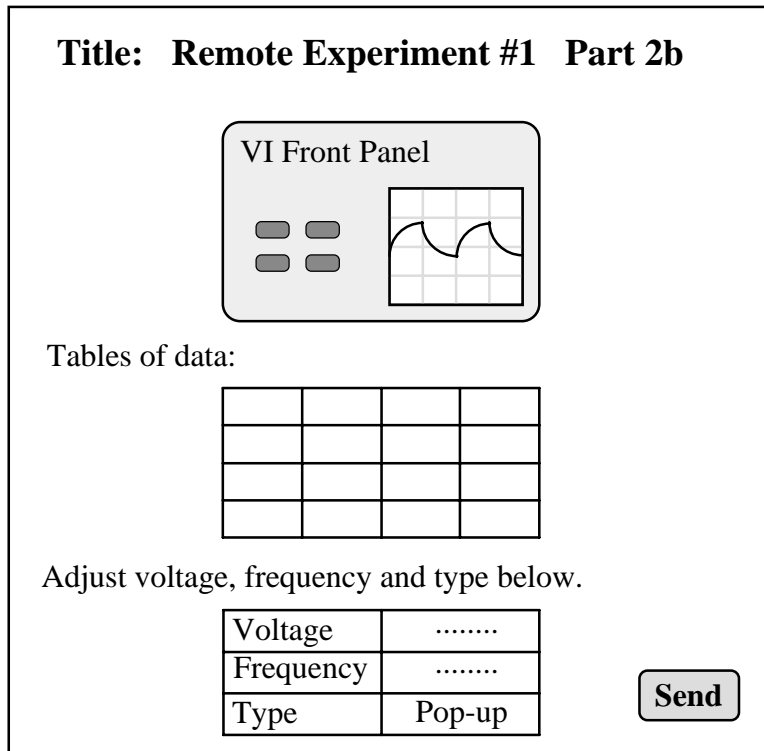 Title: Remote Experiment #1 Part 2b
VI Front Panel
Tables of data:
Adjust voltage, frequency and type below.
Voltage ........
Frequency ........
Type Pop-up
Send